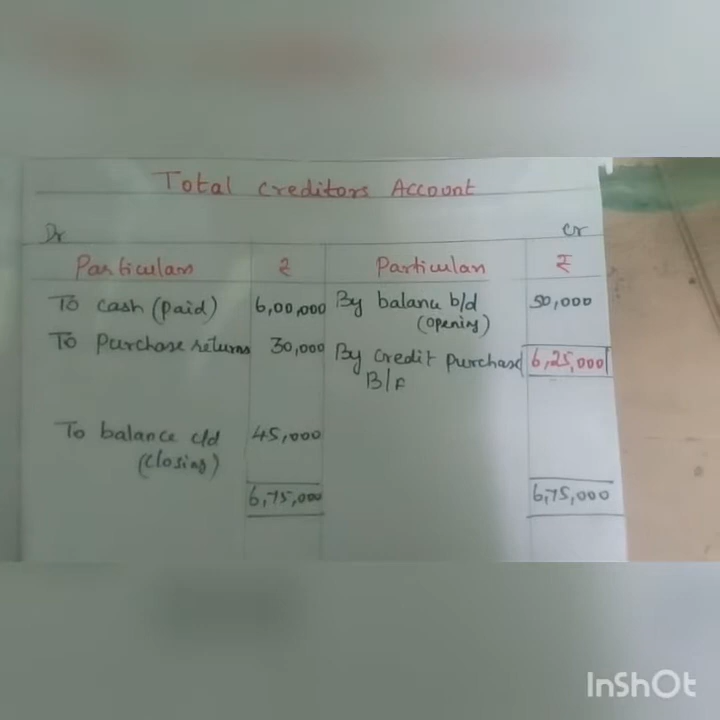 Total Creditors Account
Dr Cr
Particulars ₹ Particulars ₹
To cash (paid) 6,00,000 By balance b/d 50,000
(opening)
To Purchase returns 30,000 By Credit Purchase 6,25,000
B/F
To balance c/d 45,000
(closing)
6,75,000 6,75,000
InShOt